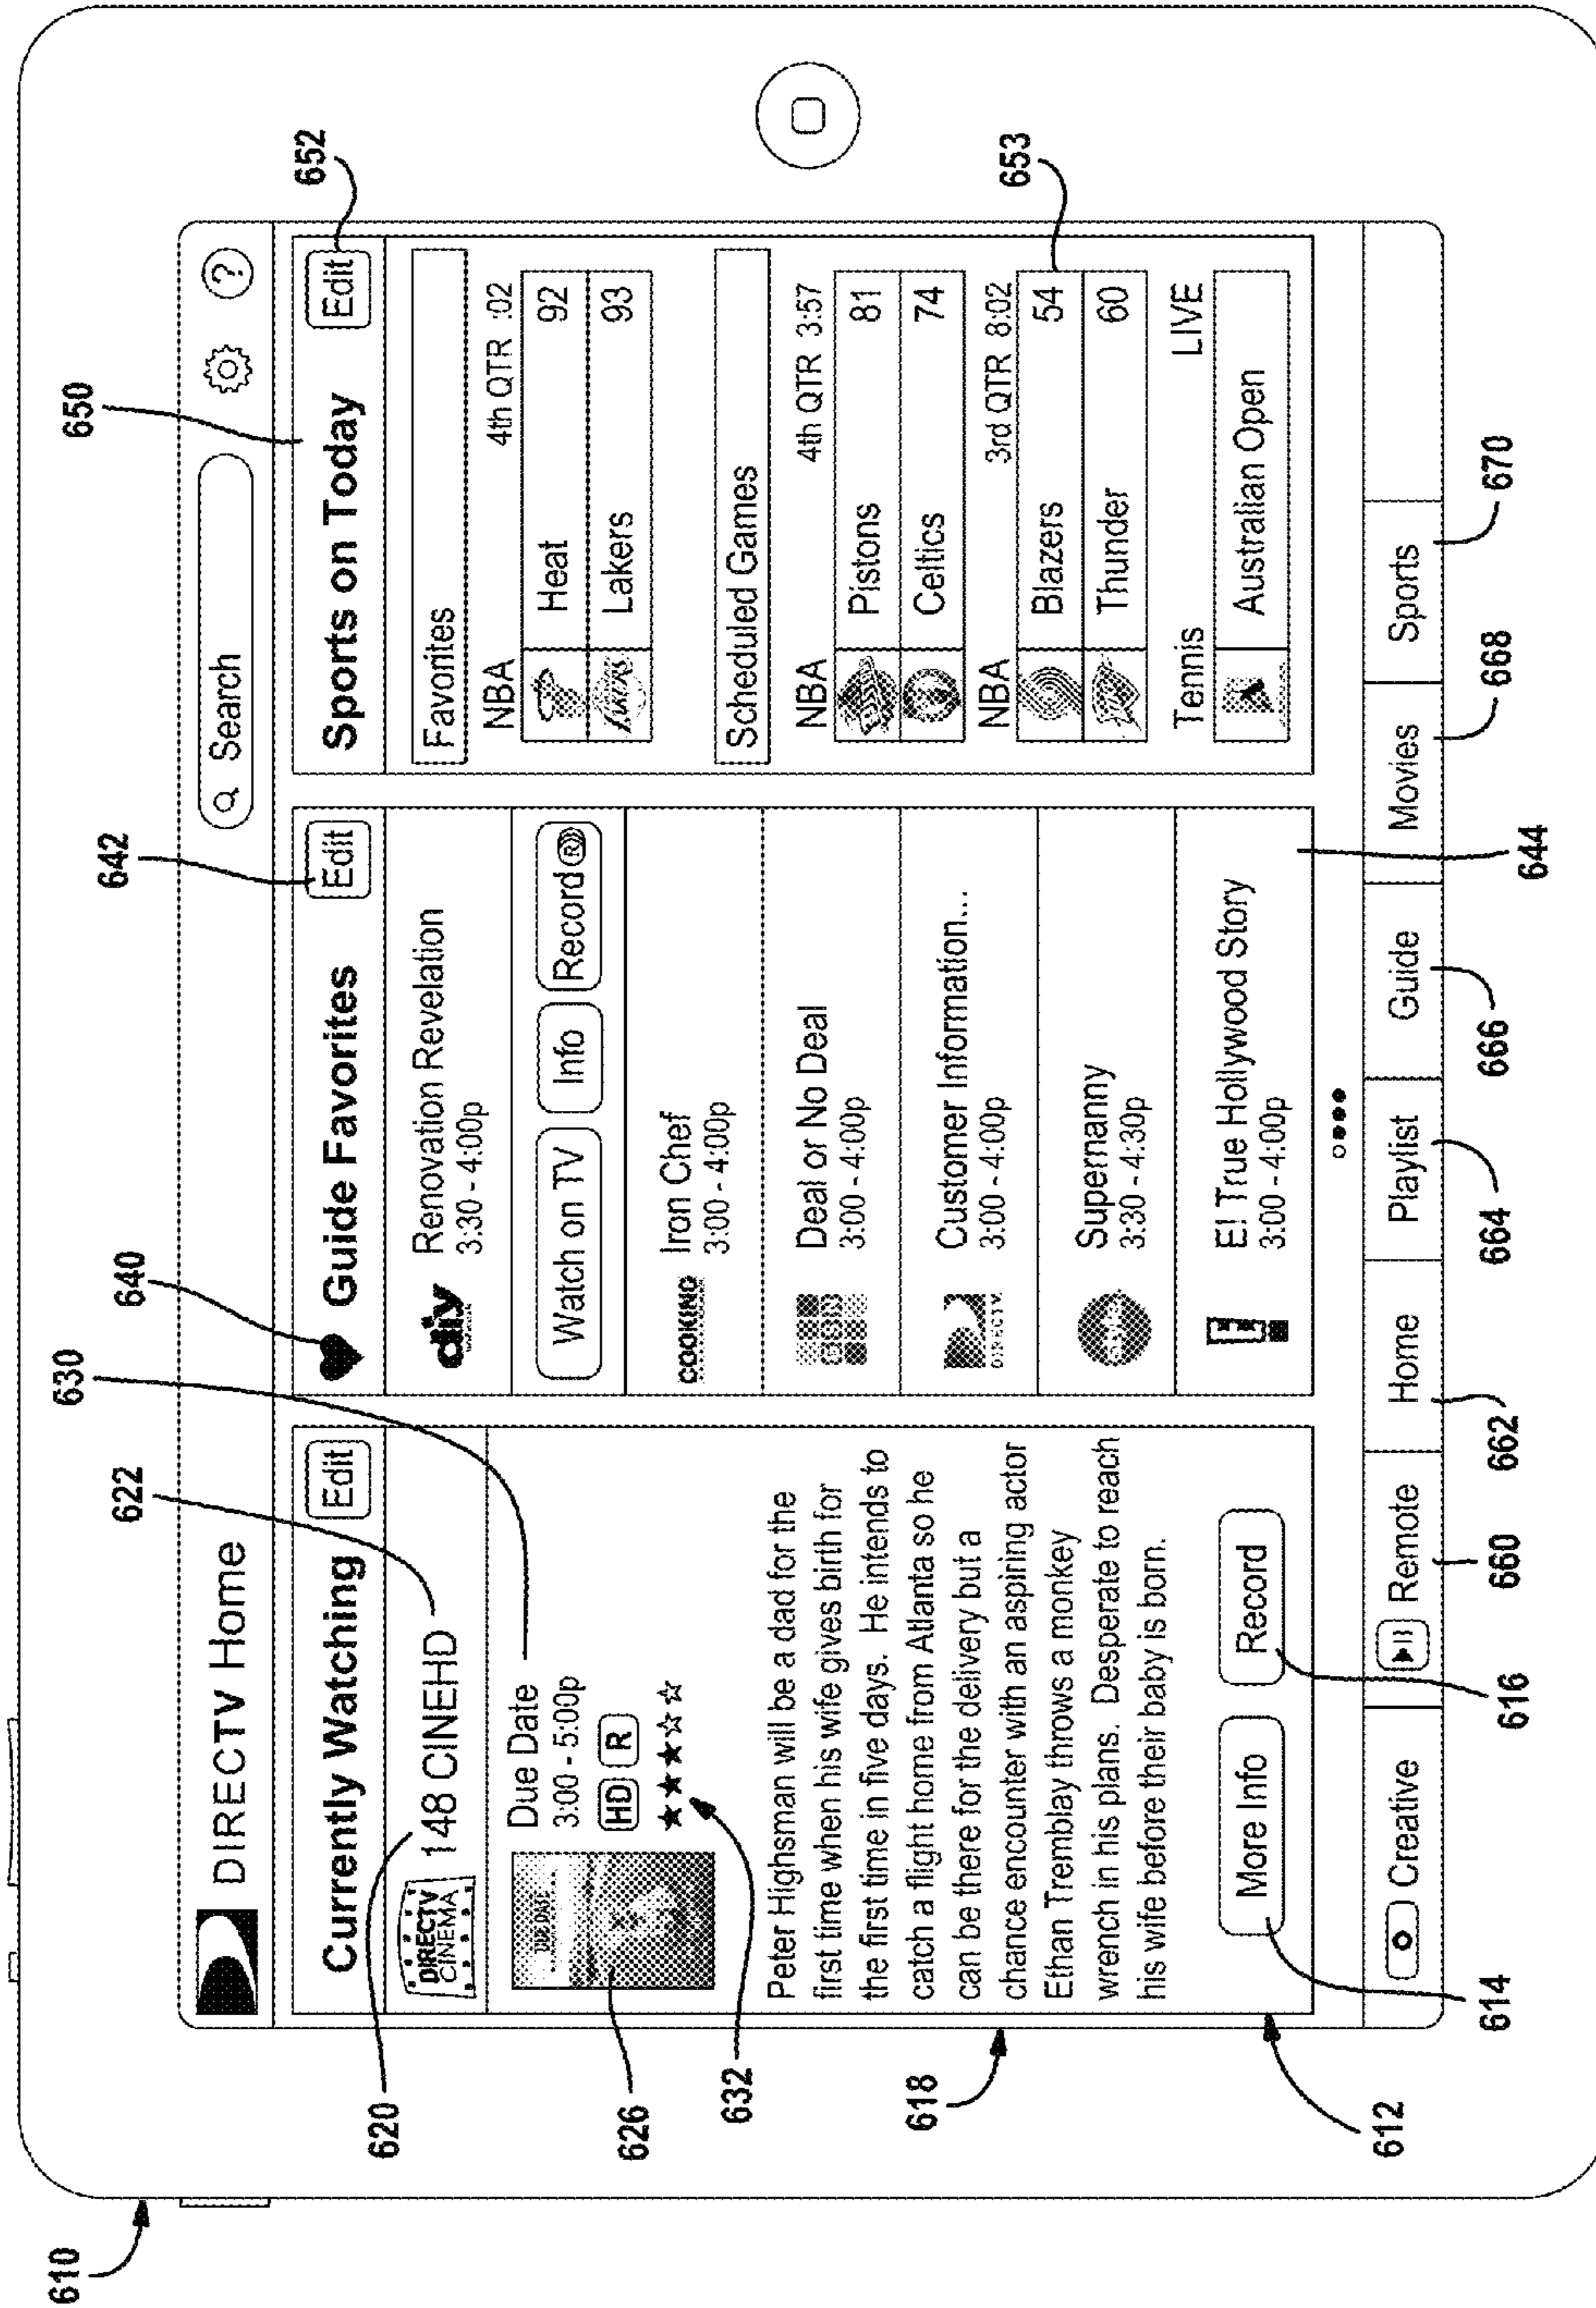 610
DIRECTV Home
Search
?
650
Currently Watching
Edit
622
620
DIRECTV
CINEMA
148 CINEHD
630
Due Date
3:00 - 5:00p
HD R
626
632
Peter Highsman will be a dad for the
first time when his wife gives birth for
the first time in five days. He intends to
catch a flight home from Atlanta so he
can be there for the delivery but a
chance encounter with an aspiring actor
Ethan Tremblay throws a monkey
wrench in his plans. Desperate to reach
his wife before their baby is born.
618
More Info
Record
612
614
616
640
Guide Favorites
Edit
642
diy
Renovation Revelation
3:30 - 4:00p
Watch on TV
Info
Record R
COOKING
Iron Chef
3:00 - 4:00p
Deal or No Deal
3:00 - 4:00p
DIRECTV
Customer Information...
3:00 - 4:00p
Supernanny
3:30 - 4:30p
E! True Hollywood Story
3:00 - 4:00p
644
Sports on Today
Edit
652
Favorites
NBA 4th QTR :02
Heat 92
Lakers 93
Scheduled Games
NBA 4th QTR 3:57
Pistons 81
Celtics 74
NBA 3rd QTR 8:02
Blazers 54
653
Thunder 60
Tennis LIVE
Australian Open
Creative
Remote
Home
Playlist
Guide
Movies
Sports
660
662
664
666
668
670